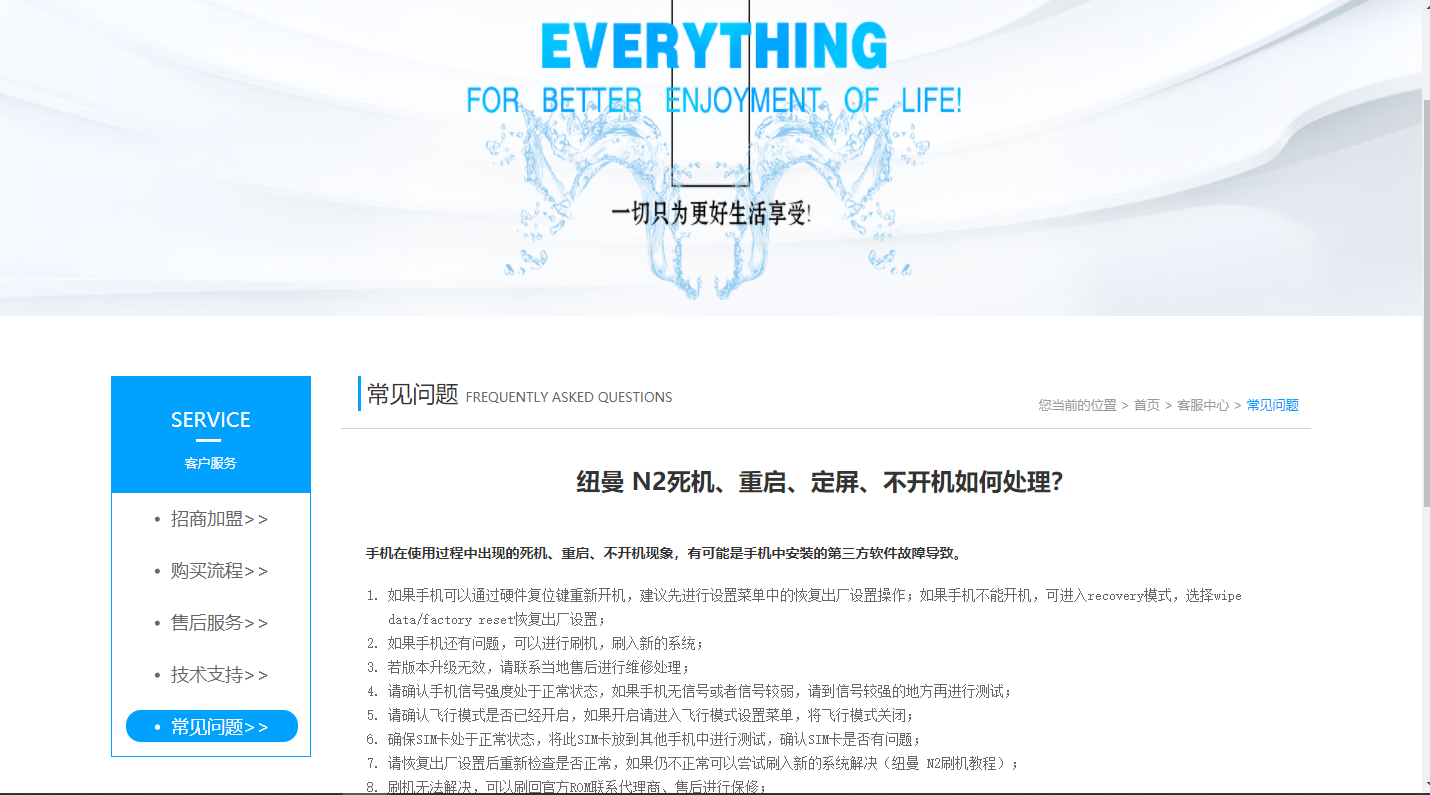 EVERYTHING
FOR BETTER ENJOYMENT OF LIFE!
一切只为更好生活享受!
SERVICE
客户服务
• 招商加盟>>
• 购买流程>>
• 售后服务>>
• 技术支持>>
• 常见问题>>
常见问题 FREQUENTLY ASKED QUESTIONS
您当前的位置 > 首页 > 客服中心 > 常见问题
纽曼 N2死机、重启、定屏、不开机如何处理?
手机在使用过程中出现的死机、重启、不开机现象，有可能是手机中安装的第三方软件故障导致。
1. 如果手机可以通过硬件复位键重新开机，建议先进行设置菜单中的恢复出厂设置操作；如果手机不能开机，可进入recovery模式，选择wipe
data/factory reset恢复出厂设置；
2. 如果手机还有问题，可以进行刷机，刷入新的系统；
3. 若版本升级无效，请联系当地售后进行维修处理；
4. 请确认手机信号强度处于正常状态，如果手机无信号或者信号较弱，请到信号较强的地方再进行测试；
5. 请确认飞行模式是否已经开启，如果开启请进入飞行模式设置菜单，将飞行模式关闭；
6. 确保SIM卡处于正常状态，将此SIM卡放到其他手机中进行测试，确认SIM卡是否有问题；
7. 请恢复出厂设置后重新检查是否正常，如果仍不正常可以尝试刷入新的系统解决（纽曼 N2刷机教程）；
8. 刷机无法解决，可以刷回官方ROM联系代理商、售后进行保修；